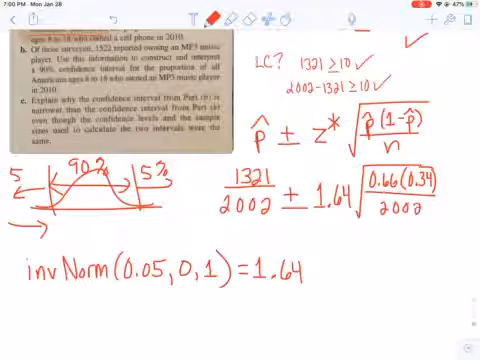 7:00 PM Mon Jan 28
47%
ages 8 to 18 who owned a cell phone in 2010.
b. Of those surveyed, 1522 reported owning an MP3 music
player. Use this information to construct and interpret
a 90% confidence interval for the proportion of all
Americans ages 8 to 18 who owned an MP3 music player
in 2010.
c. Explain why the confidence interval from Part (b) is
narrower than the confidence interval from Part (a)
even though the confidence levels and the sample
sizes used to calculate the two intervals were the
same.
LC? 1321 ≥ 10 ✓
2002 - 1321 ≥ 10 ✓
p̂ ± z* √(p̂(1-p̂)/n)
5 90% 5%
1321/2002 ± 1.64 √(0.66(0.34)/2002)
invNorm(0.05, 0, 1) = 1.64